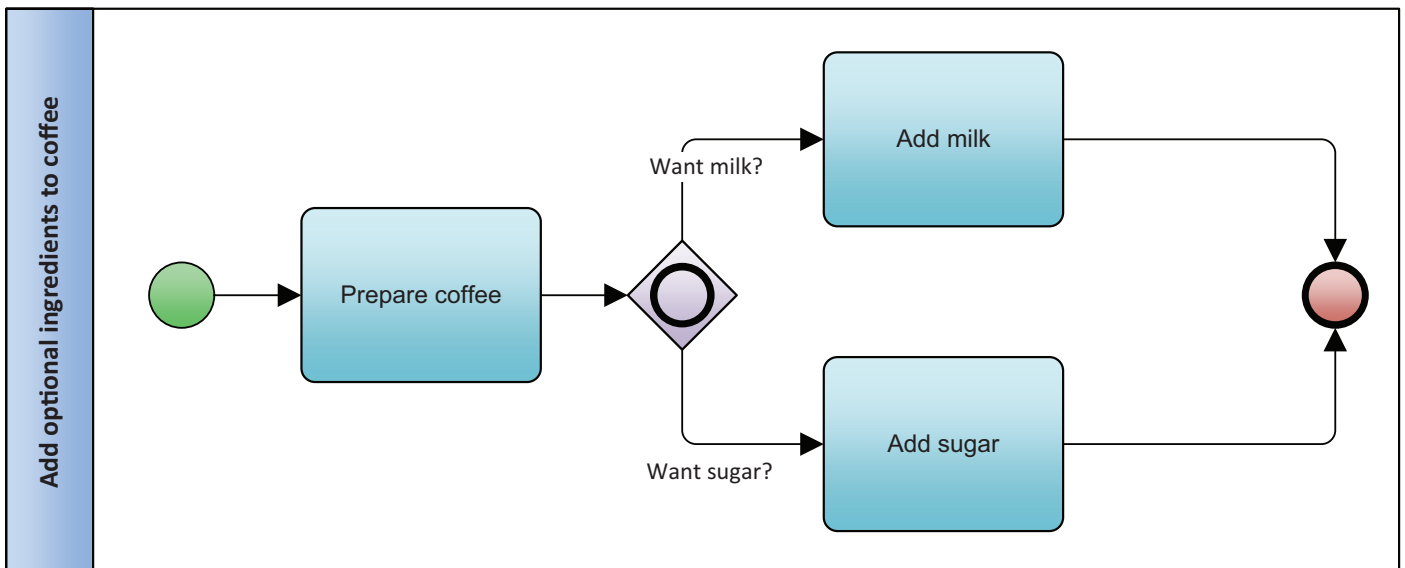 Add optional ingredients to coffee
Prepare coffee
Want milk?
Add milk
Want sugar?
Add sugar